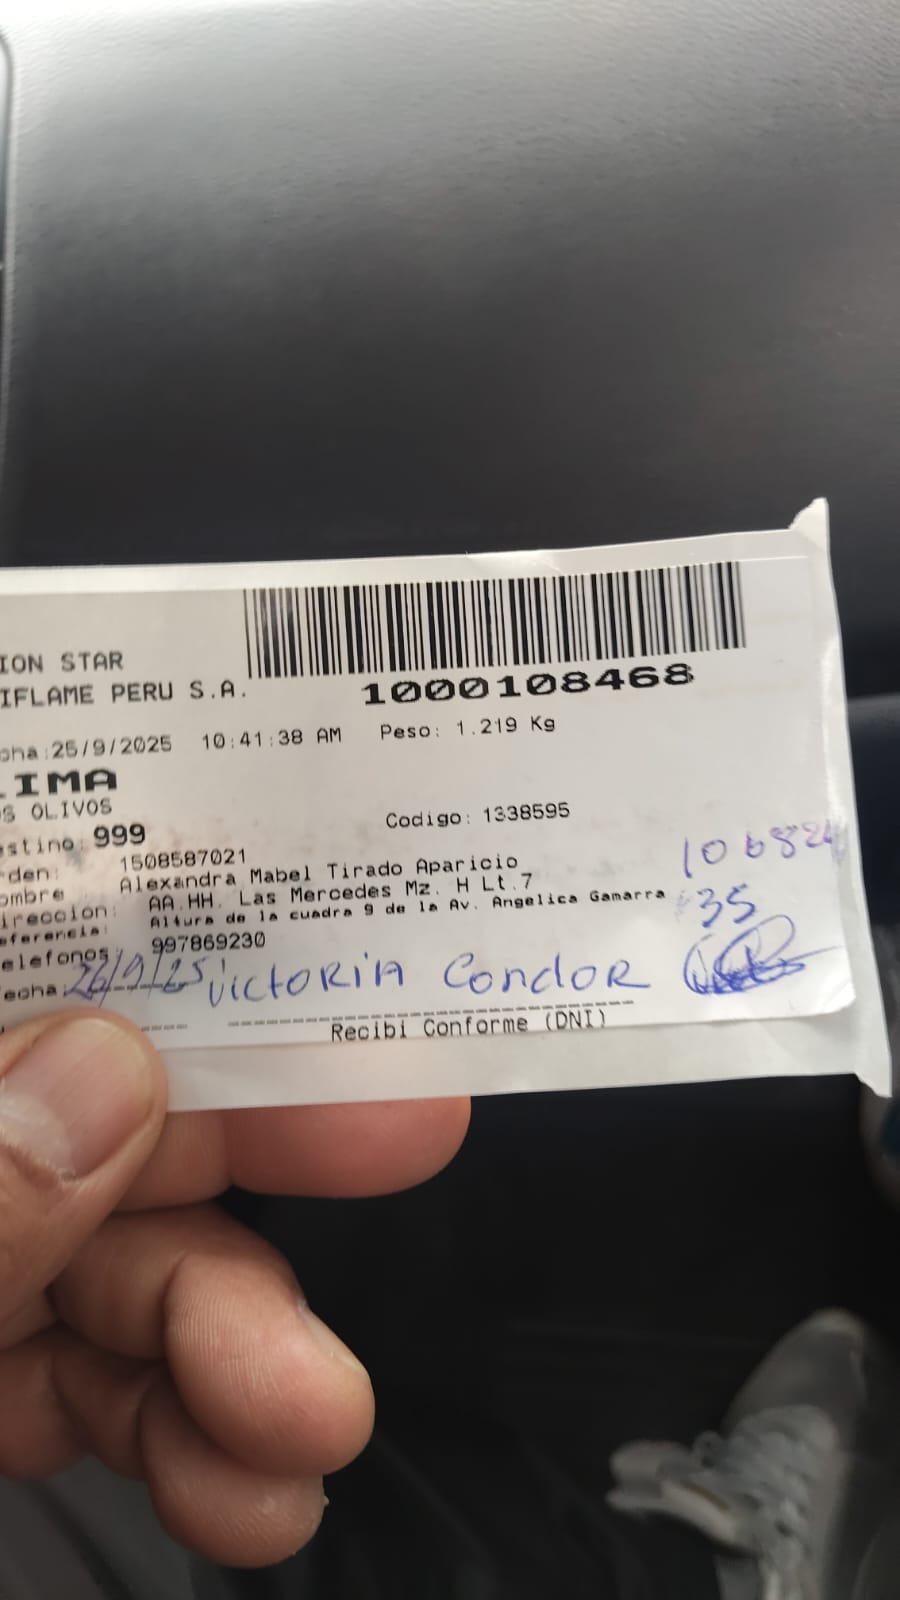 ION STAR
IFLAME PERU S.A.
1000108468
cha:25/9/2025 10:41:38 AM Peso: 1.219 Kg
LIMA
OS OLIVOS
Codigo: 1338595
estino: 999
rden: 1508587021
ombre Alexandra Mabel Tirado Aparicio
ireccion: AA.HH. Las Mercedes Mz. H Lt.7
eferencia: Altura de la cuadra 9 de la Av. Angelica Gamarra
elefonos: 997869230
echa: 26/9/25 Victoria Condor
35
Recibi Conforme (DNI)